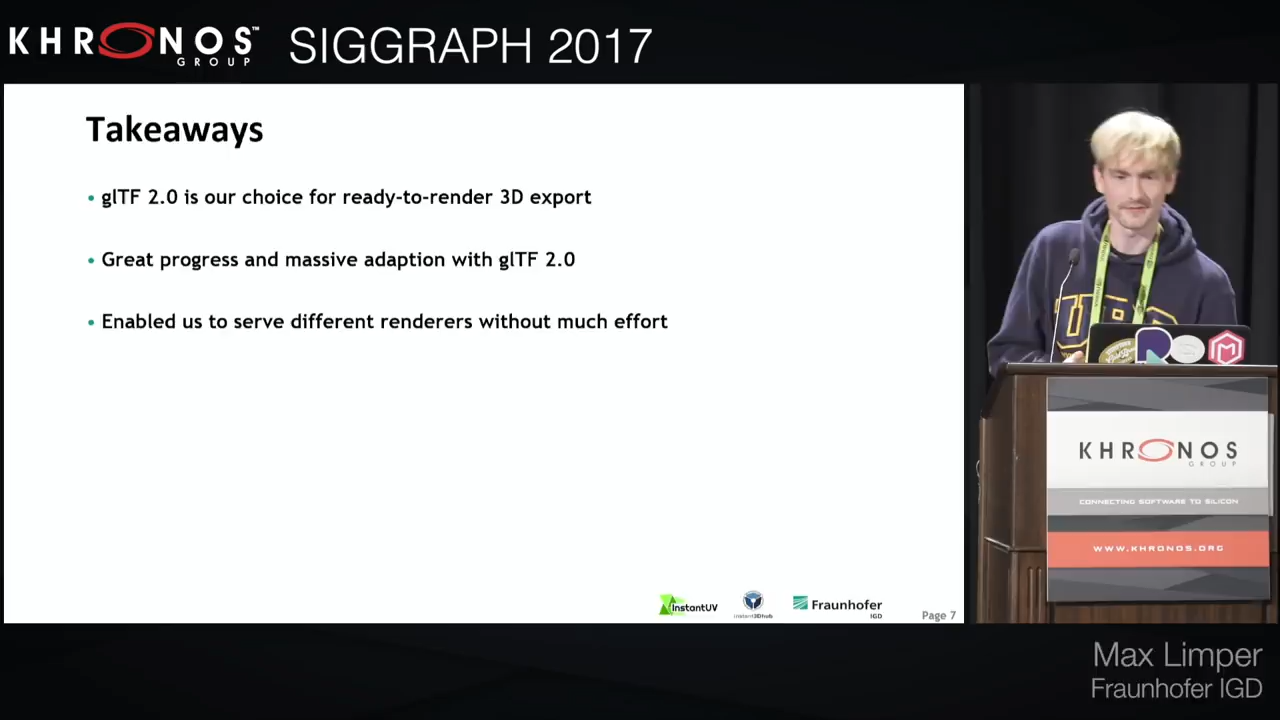 KHRONOS™
GROUP
SIGGRAPH 2017
Takeaways
• glTF 2.0 is our choice for ready-to-render 3D export
• Great progress and massive adaption with glTF 2.0
• Enabled us to serve different renderers without much effort
InstantUV
instant3Dhub
Fraunhofer
IGD
Page 7
KHRONOS
GROUP
CONNECTING SOFTWARE TO SILICON
WWW.KHRONOS.ORG
Max Limper
Fraunhofer IGD